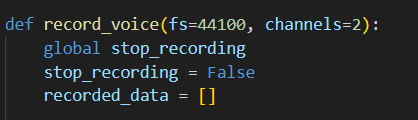 def record_voice(fs=44100, channels=2):
    global stop_recording
    stop_recording = False
    recorded_data = []